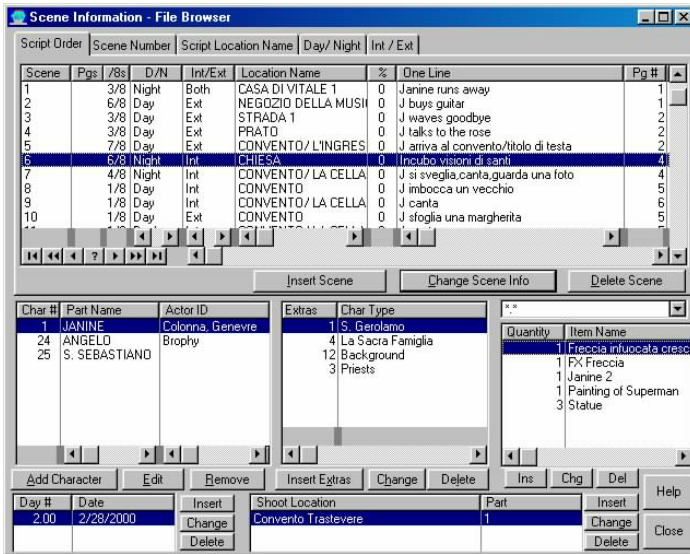 Scene Information - File Browser
Script Order Scene Number Script Location Name Day/ Night Int / Ext
Scene Pgs /8s D/N Int/Ext Location Name % One Line Pg #
1 3/8 Night Both CASA DI VITALE 1 0 Janine runs away 1
2 6/8 Day Ext NEGOZIO DELLA MUSI 0 J buys guitar 1
3 3/8 Day Ext STRADA 1 0 J waves goodbye 2
4 3/8 Day Ext PRATO 0 J talks to the rose 2
5 7/8 Day Ext CONVENTO/ L'INGRES 0 J arriva al convento/titolo di testa 2
6 6/8 Night Int CHIESA 0 Incubo visioni di santi 4
7 4/8 Night Int CONVENTO/ LA CELLA 0 J si sveglia,canta,guarda una foto 4
8 1/8 Day Int CONVENTO 0 J imbocca un vecchio 5
9 1/8 Day Int CONVENTO/ LA CELLA 0 J canta 6
10 1/8 Day Ext CONVENTO 0 J sfoglia una margherita 5
?
Insert Scene Change Scene Info Delete Scene
Char # Part Name Actor ID
1 JANINE Colonna, Genevre
24 ANGELO Brophy
25 S. SEBASTIANO
Extras Char Type
1 S. Gerolamo
4 La Sacra Famiglia
12 Background
3 Priests
*.*
Quantity Item Name
1 Freccia infuocata cresc
1 FX Freccia
1 Janine 2
1 Painting of Superman
3 Statue
Add Character Edit Remove Insert Extras Change Delete Ins Chg Del
Help
Day # Date
2.00 2/28/2000
Insert
Change
Delete
Shoot Location Part
Convento Trastevere 1
Insert
Change
Delete
Close